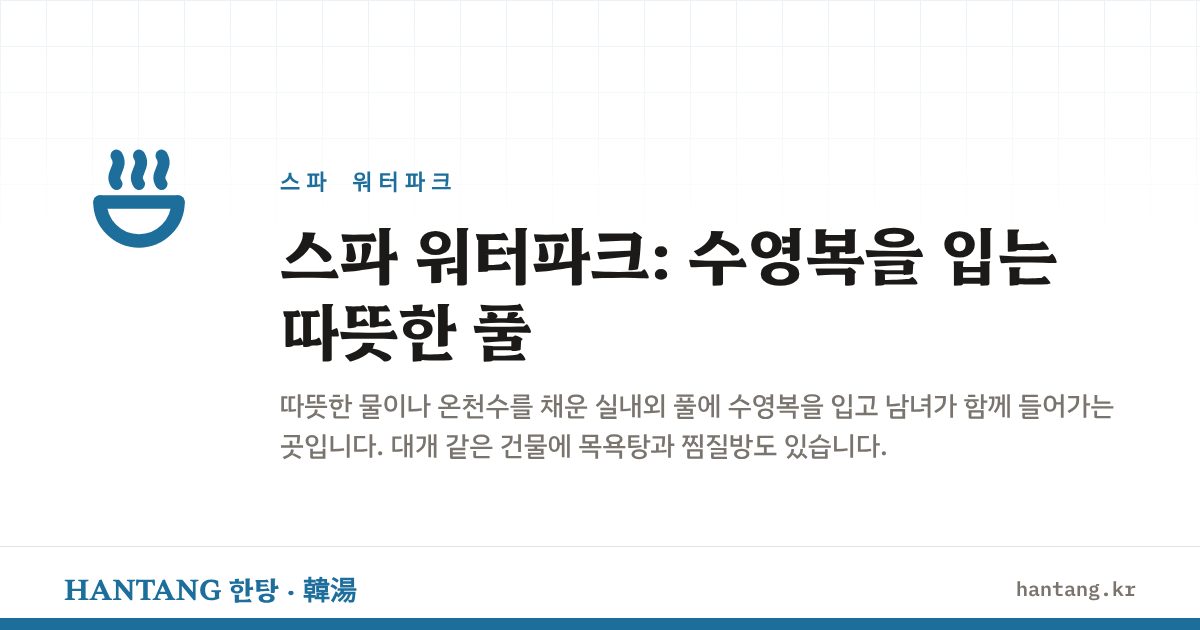 스파 워터파크
스파 워터파크: 수영복을 입는
따뜻한 풀
따뜻한 물이나 온천수를 채운 실내외 풀에 수영복을 입고 남녀가 함께 들어가는
곳입니다. 대개 같은 건물에 목욕탕과 찜질방도 있습니다.
HANTANG 한탕 · 韓湯
hantang.kr